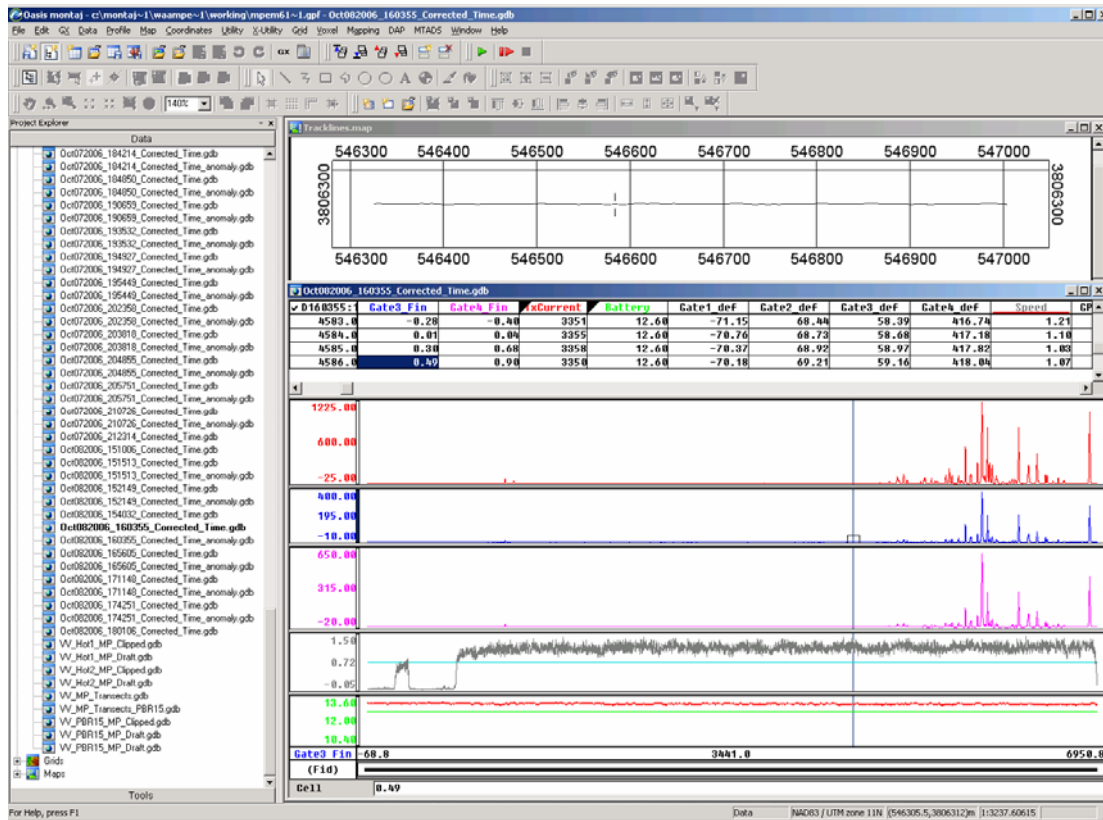 Oasis montaj - c:\montaj~1\waampe~1\working\mpem61~1.gpf - Oct082006_160355_Corrected_Time.gdb
File Edit GX Data Profile Map Coordinates Utility X-Utility Grid Voxel Mapping DAP MTADS Window Help
GX
A
140%
Project Explorer
Data
Oct072006_184214_Corrected_Time.gdb
Oct072006_184214_Corrected_Time_anomaly.gdb
Oct072006_184850_Corrected_Time.gdb
Oct072006_184850_Corrected_Time_anomaly.gdb
Oct072006_190659_Corrected_Time.gdb
Oct072006_190659_Corrected_Time_anomaly.gdb
Oct072006_193532_Corrected_Time.gdb
Oct072006_193532_Corrected_Time_anomaly.gdb
Oct072006_194927_Corrected_Time.gdb
Oct072006_194927_Corrected_Time_anomaly.gdb
Oct072006_195449_Corrected_Time.gdb
Oct072006_195449_Corrected_Time_anomaly.gdb
Oct072006_202358_Corrected_Time.gdb
Oct072006_202358_Corrected_Time_anomaly.gdb
Oct072006_203818_Corrected_Time.gdb
Oct072006_203818_Corrected_Time_anomaly.gdb
Oct072006_204855_Corrected_Time.gdb
Oct072006_204855_Corrected_Time_anomaly.gdb
Oct072006_205751_Corrected_Time.gdb
Oct072006_205751_Corrected_Time_anomaly.gdb
Oct072006_210726_Corrected_Time.gdb
Oct072006_210726_Corrected_Time_anomaly.gdb
Oct072006_212314_Corrected_Time.gdb
Oct082006_151006_Corrected_Time.gdb
Oct082006_151513_Corrected_Time.gdb
Oct082006_151513_Corrected_Time_anomaly.gdb
Oct082006_152149_Corrected_Time.gdb
Oct082006_152149_Corrected_Time_anomaly.gdb
Oct082006_154032_Corrected_Time.gdb
Oct082006_160355_Corrected_Time.gdb
Oct082006_160355_Corrected_Time_anomaly.gdb
Oct082006_165605_Corrected_Time.gdb
Oct082006_165605_Corrected_Time_anomaly.gdb
Oct082006_171148_Corrected_Time.gdb
Oct082006_171148_Corrected_Time_anomaly.gdb
Oct082006_174251_Corrected_Time.gdb
Oct082006_174251_Corrected_Time_anomaly.gdb
Oct082006_180106_Corrected_Time.gdb
VV_Hot1_MP_Clipped.gdb
VV_Hot1_MP_Draft.gdb
VV_Hot2_MP_Clipped.gdb
VV_Hot2_MP_Draft.gdb
VV_MP_Transects.gdb
VV_MP_Transects_PBR15.gdb
VV_PBR15_MP_Clipped.gdb
VV_PBR15_MP_Draft.gdb
VV_PBR15_MP_Draft.gdb
Grids
Maps
Tools
Tracklines.map
546300 546400 546500 546600 546700 546800 546900 547000
3806300 3806300
546300 546400 546500 546600 546700 546800 546900 547000
Oct082006_160355_Corrected_Time.gdb
D160355:1 Gate3_Fin Gate4_Fin TxCurrent Battery Gate1_def Gate2_def Gate3_def Gate4_def Speed GP
4583.0 -0.28 -0.40 3351 12.60 -71.15 68.44 58.39 416.74 1.21
4584.0 0.01 0.04 3355 12.60 -70.76 68.73 58.68 417.18 1.10
4585.0 0.30 0.68 3358 12.60 -70.37 68.92 58.97 417.82 1.03
4586.0 0.49 0.90 3350 12.60 -70.18 69.21 59.16 418.04 1.07
1225.00
600.00
-25.00
400.00
195.00
-10.00
650.00
315.00
-20.00
1.50
0.72
-0.05
13.60
12.00
10.40
Gate3_Fin -68.8 3441.0 6950.8
(Fid)
Cell 0.49
For Help, press F1 Data NAD83 / UTM zone 11N (546305.5,3806312)m 1:3237.60615